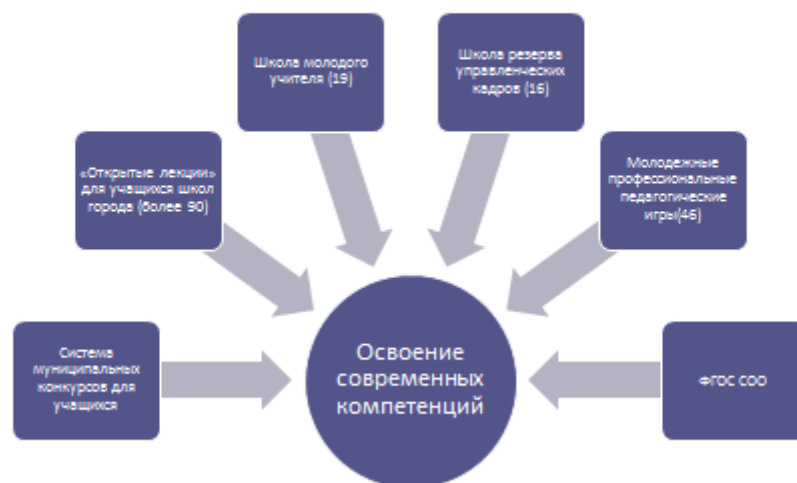 Школа молодого
учителя (19)
Школа резерва
управленческих
кадров (16)
«Открытые лекции»
для учащихся школ
города (более 90)
Молодежные
профессиональные
педагогические
игры(46)
Система
муниципальных
конкурсов для
учащихся
Освоение
современных
компетенций
ФГОС СОО